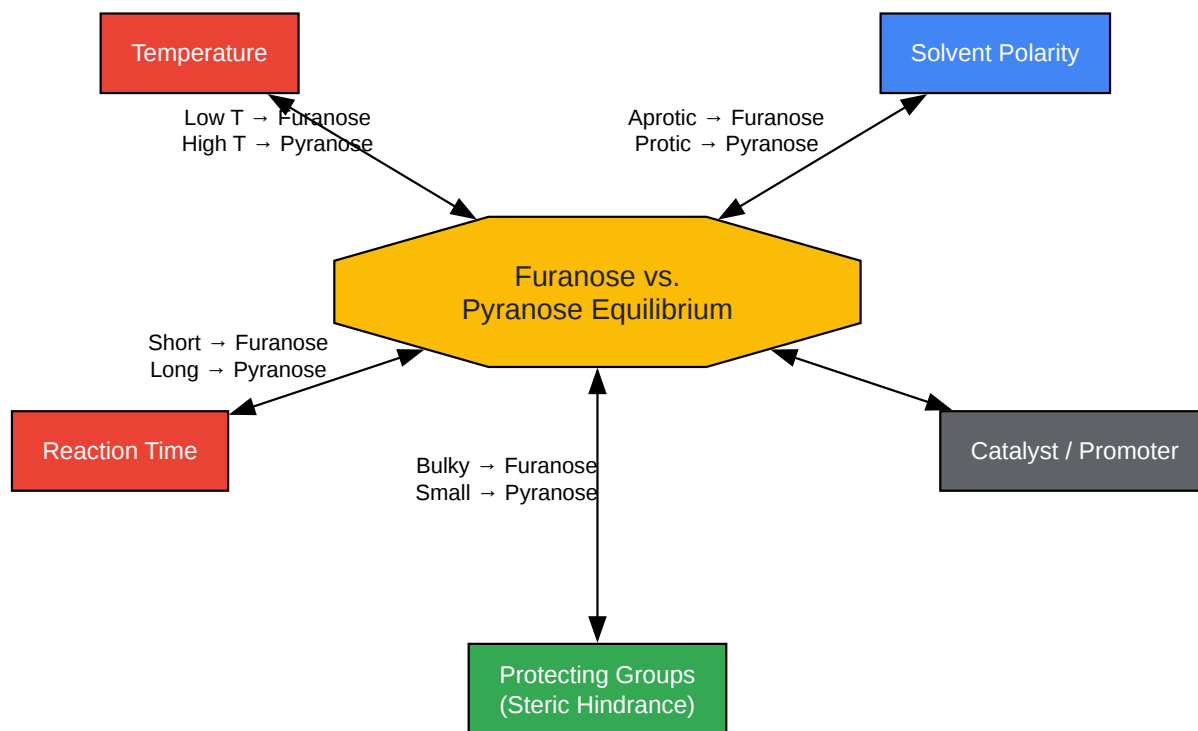 Temperature
Solvent Polarity
Low T → Furanose
High T → Pyranose
Aprotic → Furanose
Protic → Pyranose
Furanose vs.
Pyranose Equilibrium
Short → Furanose
Long → Pyranose
Reaction Time
Catalyst / Promoter
Bulky → Furanose
Small → Pyranose
Protecting Groups
(Steric Hindrance)